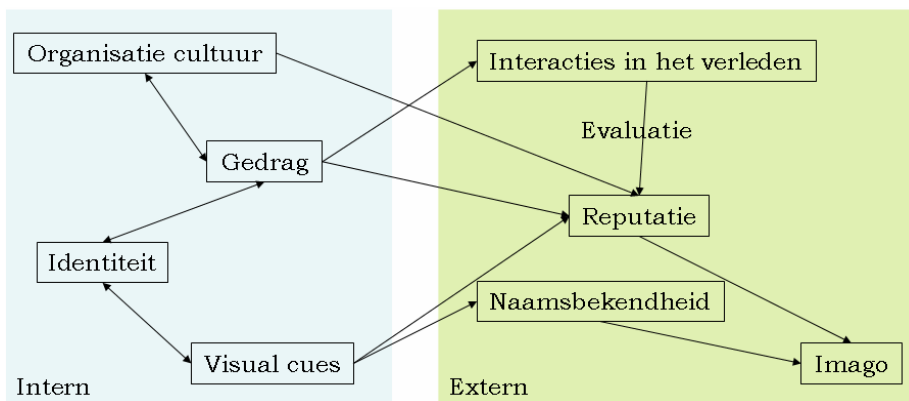 Organisatie cultuur
Interacties in het verleden
Evaluatie
Gedrag
Reputatie
Identiteit
Naamsbekendheid
Visual cues
Imago
Intern
Extern